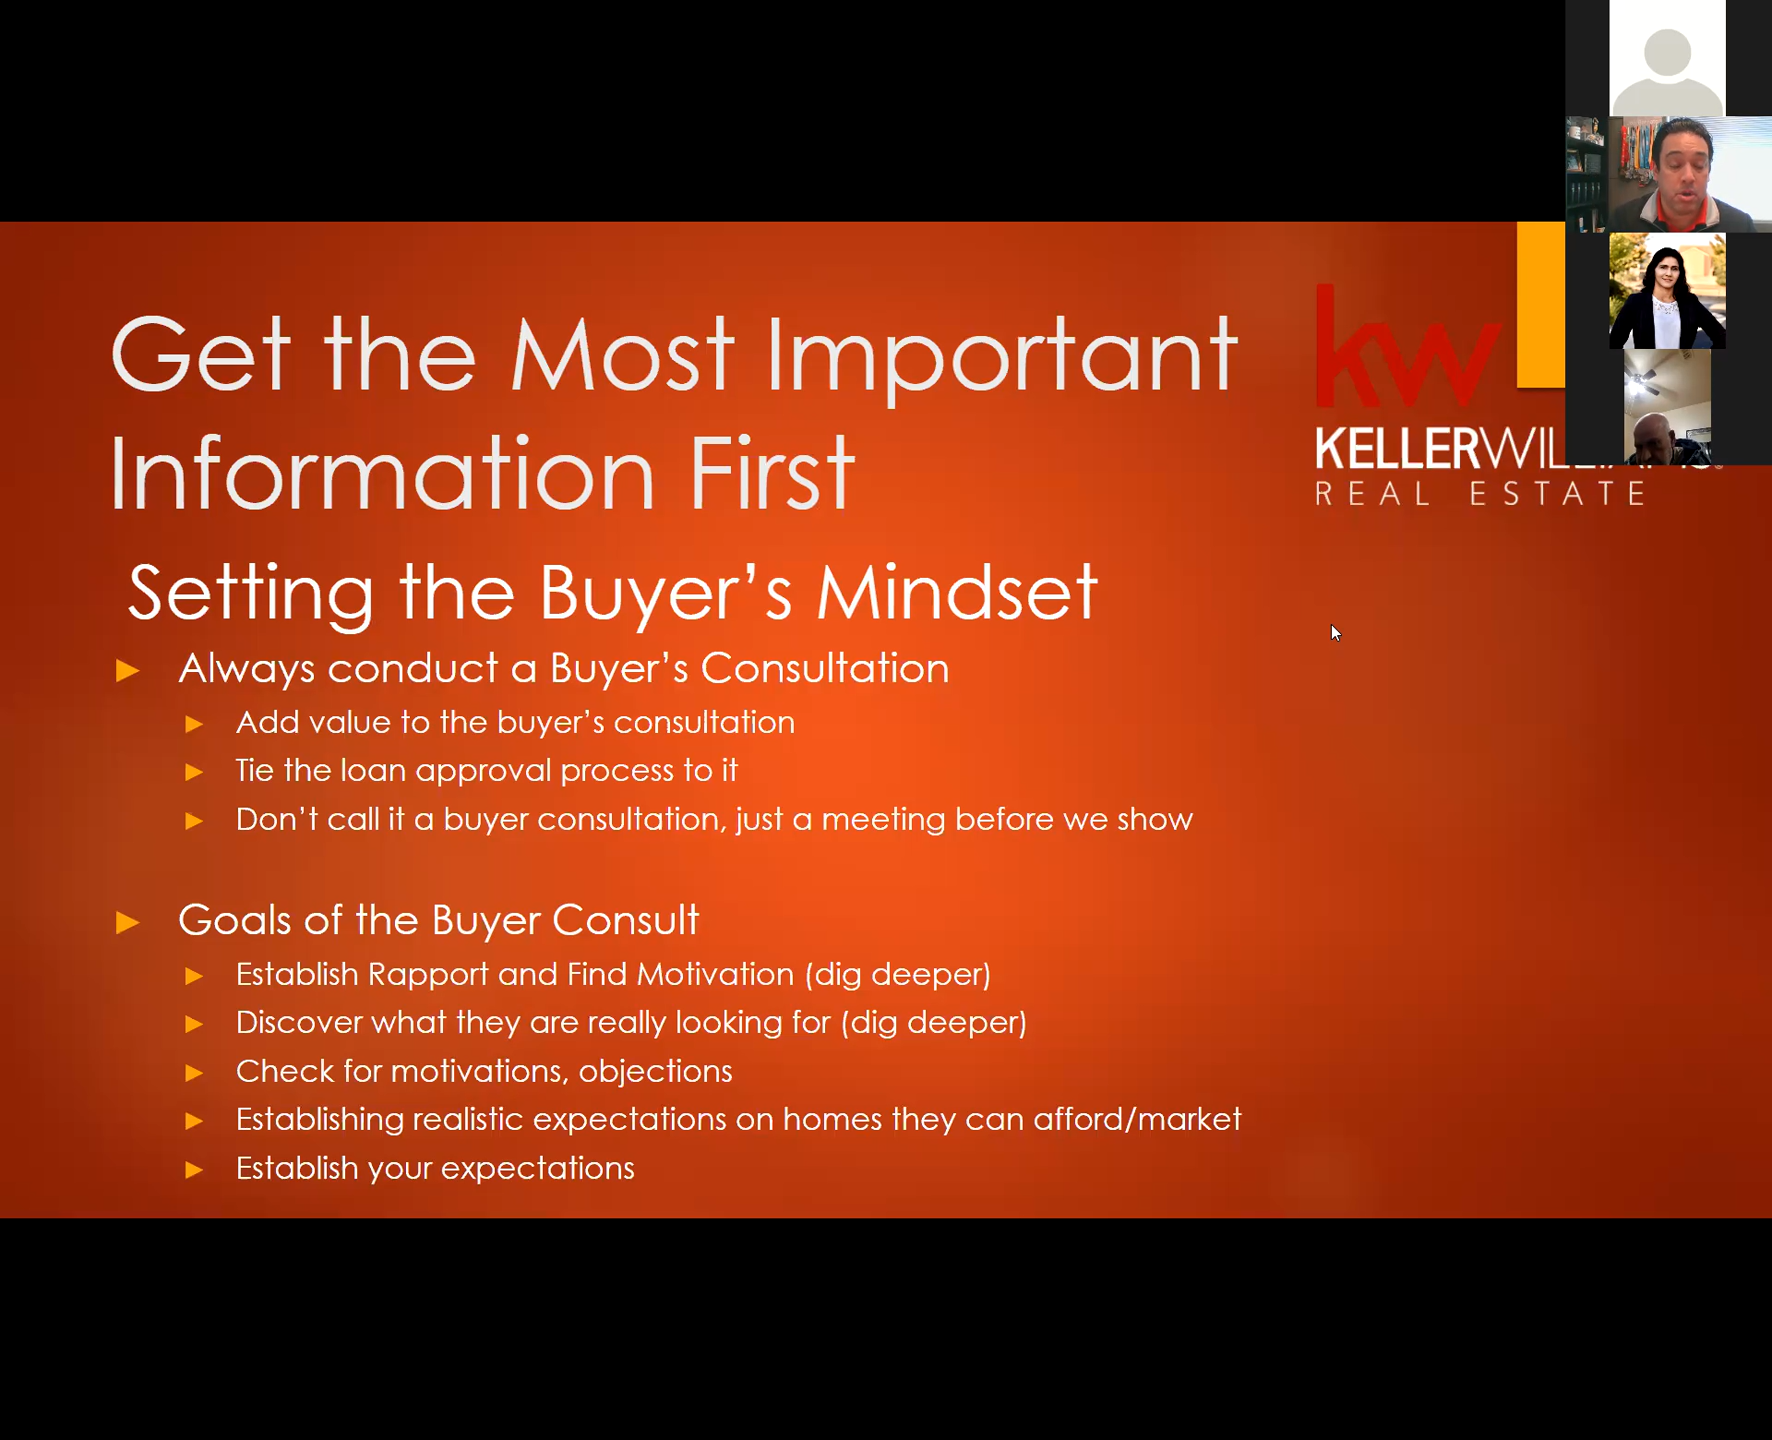 Get the Most Important
Information First
kw
KELLERWIL
REAL ESTATE
Setting the Buyer’s Mindset
Always conduct a Buyer’s Consultation
Add value to the buyer’s consultation
Tie the loan approval process to it
Don’t call it a buyer consultation, just a meeting before we show
Goals of the Buyer Consult
Establish Rapport and Find Motivation (dig deeper)
Discover what they are really looking for (dig deeper)
Check for motivations, objections
Establishing realistic expectations on homes they can afford/market
Establish your expectations